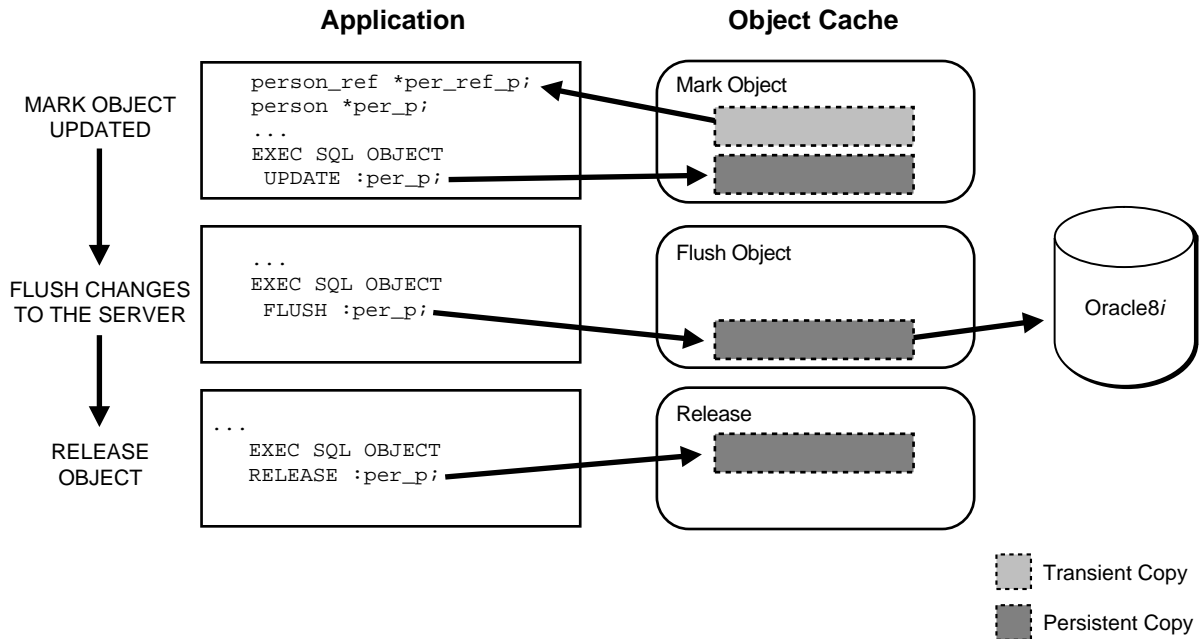 Application
Object Cache
MARK OBJECT
UPDATED
person_ref *per_ref_p;
person *per_p;
...
EXEC SQL OBJECT
UPDATE :per_p;
Mark Object
FLUSH CHANGES
TO THE SERVER
...
EXEC SQL OBJECT
FLUSH :per_p;
Flush Object
Oracle8i
RELEASE
OBJECT
...
EXEC SQL OBJECT
RELEASE :per_p;
Release
Transient Copy
Persistent Copy